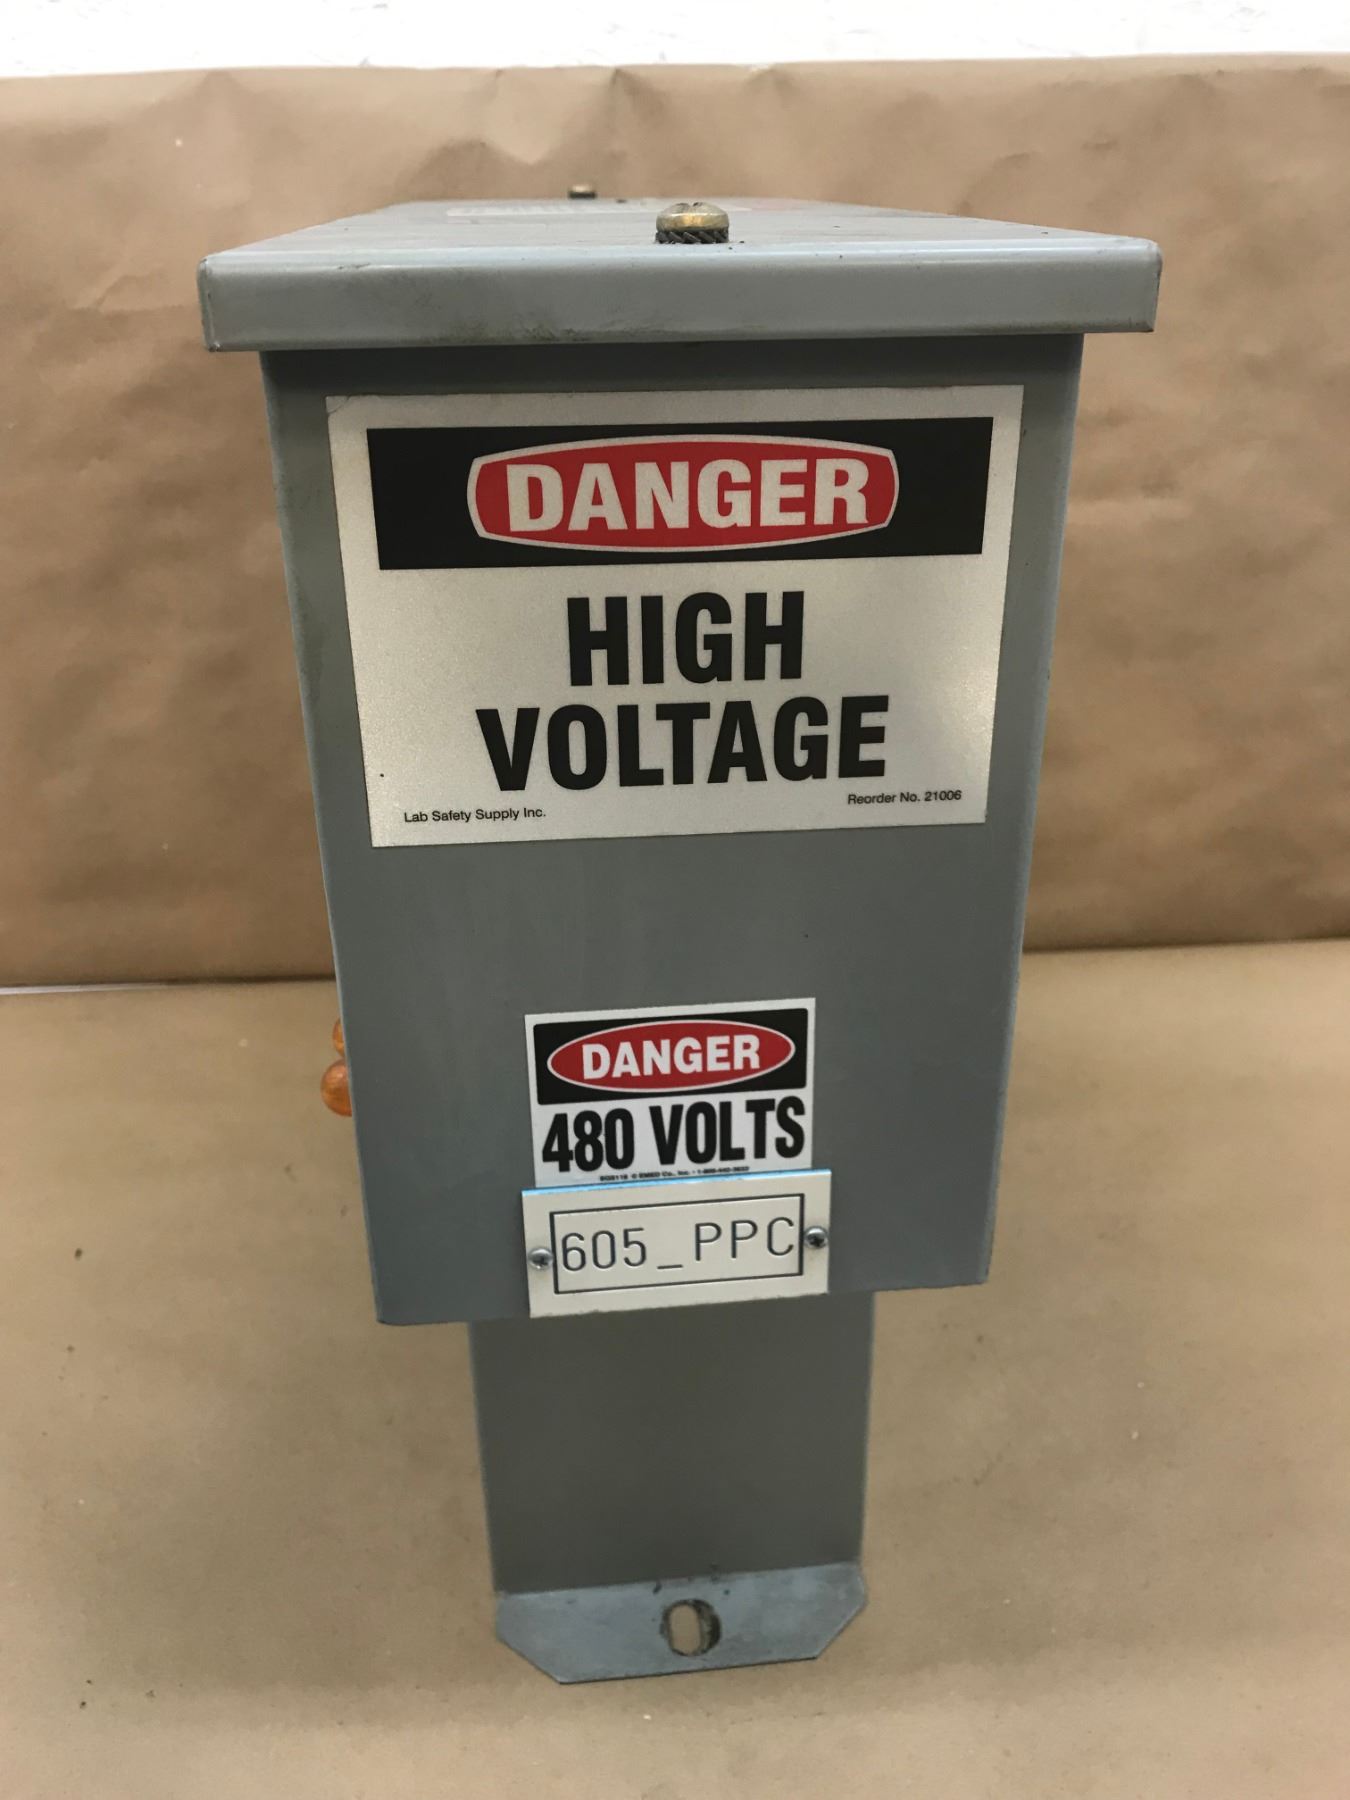 DANGER
HIGH
VOLTAGE
Lab Safety Supply Inc.
Reorder No. 21006
DANGER
480 VOLTS
605_PPC